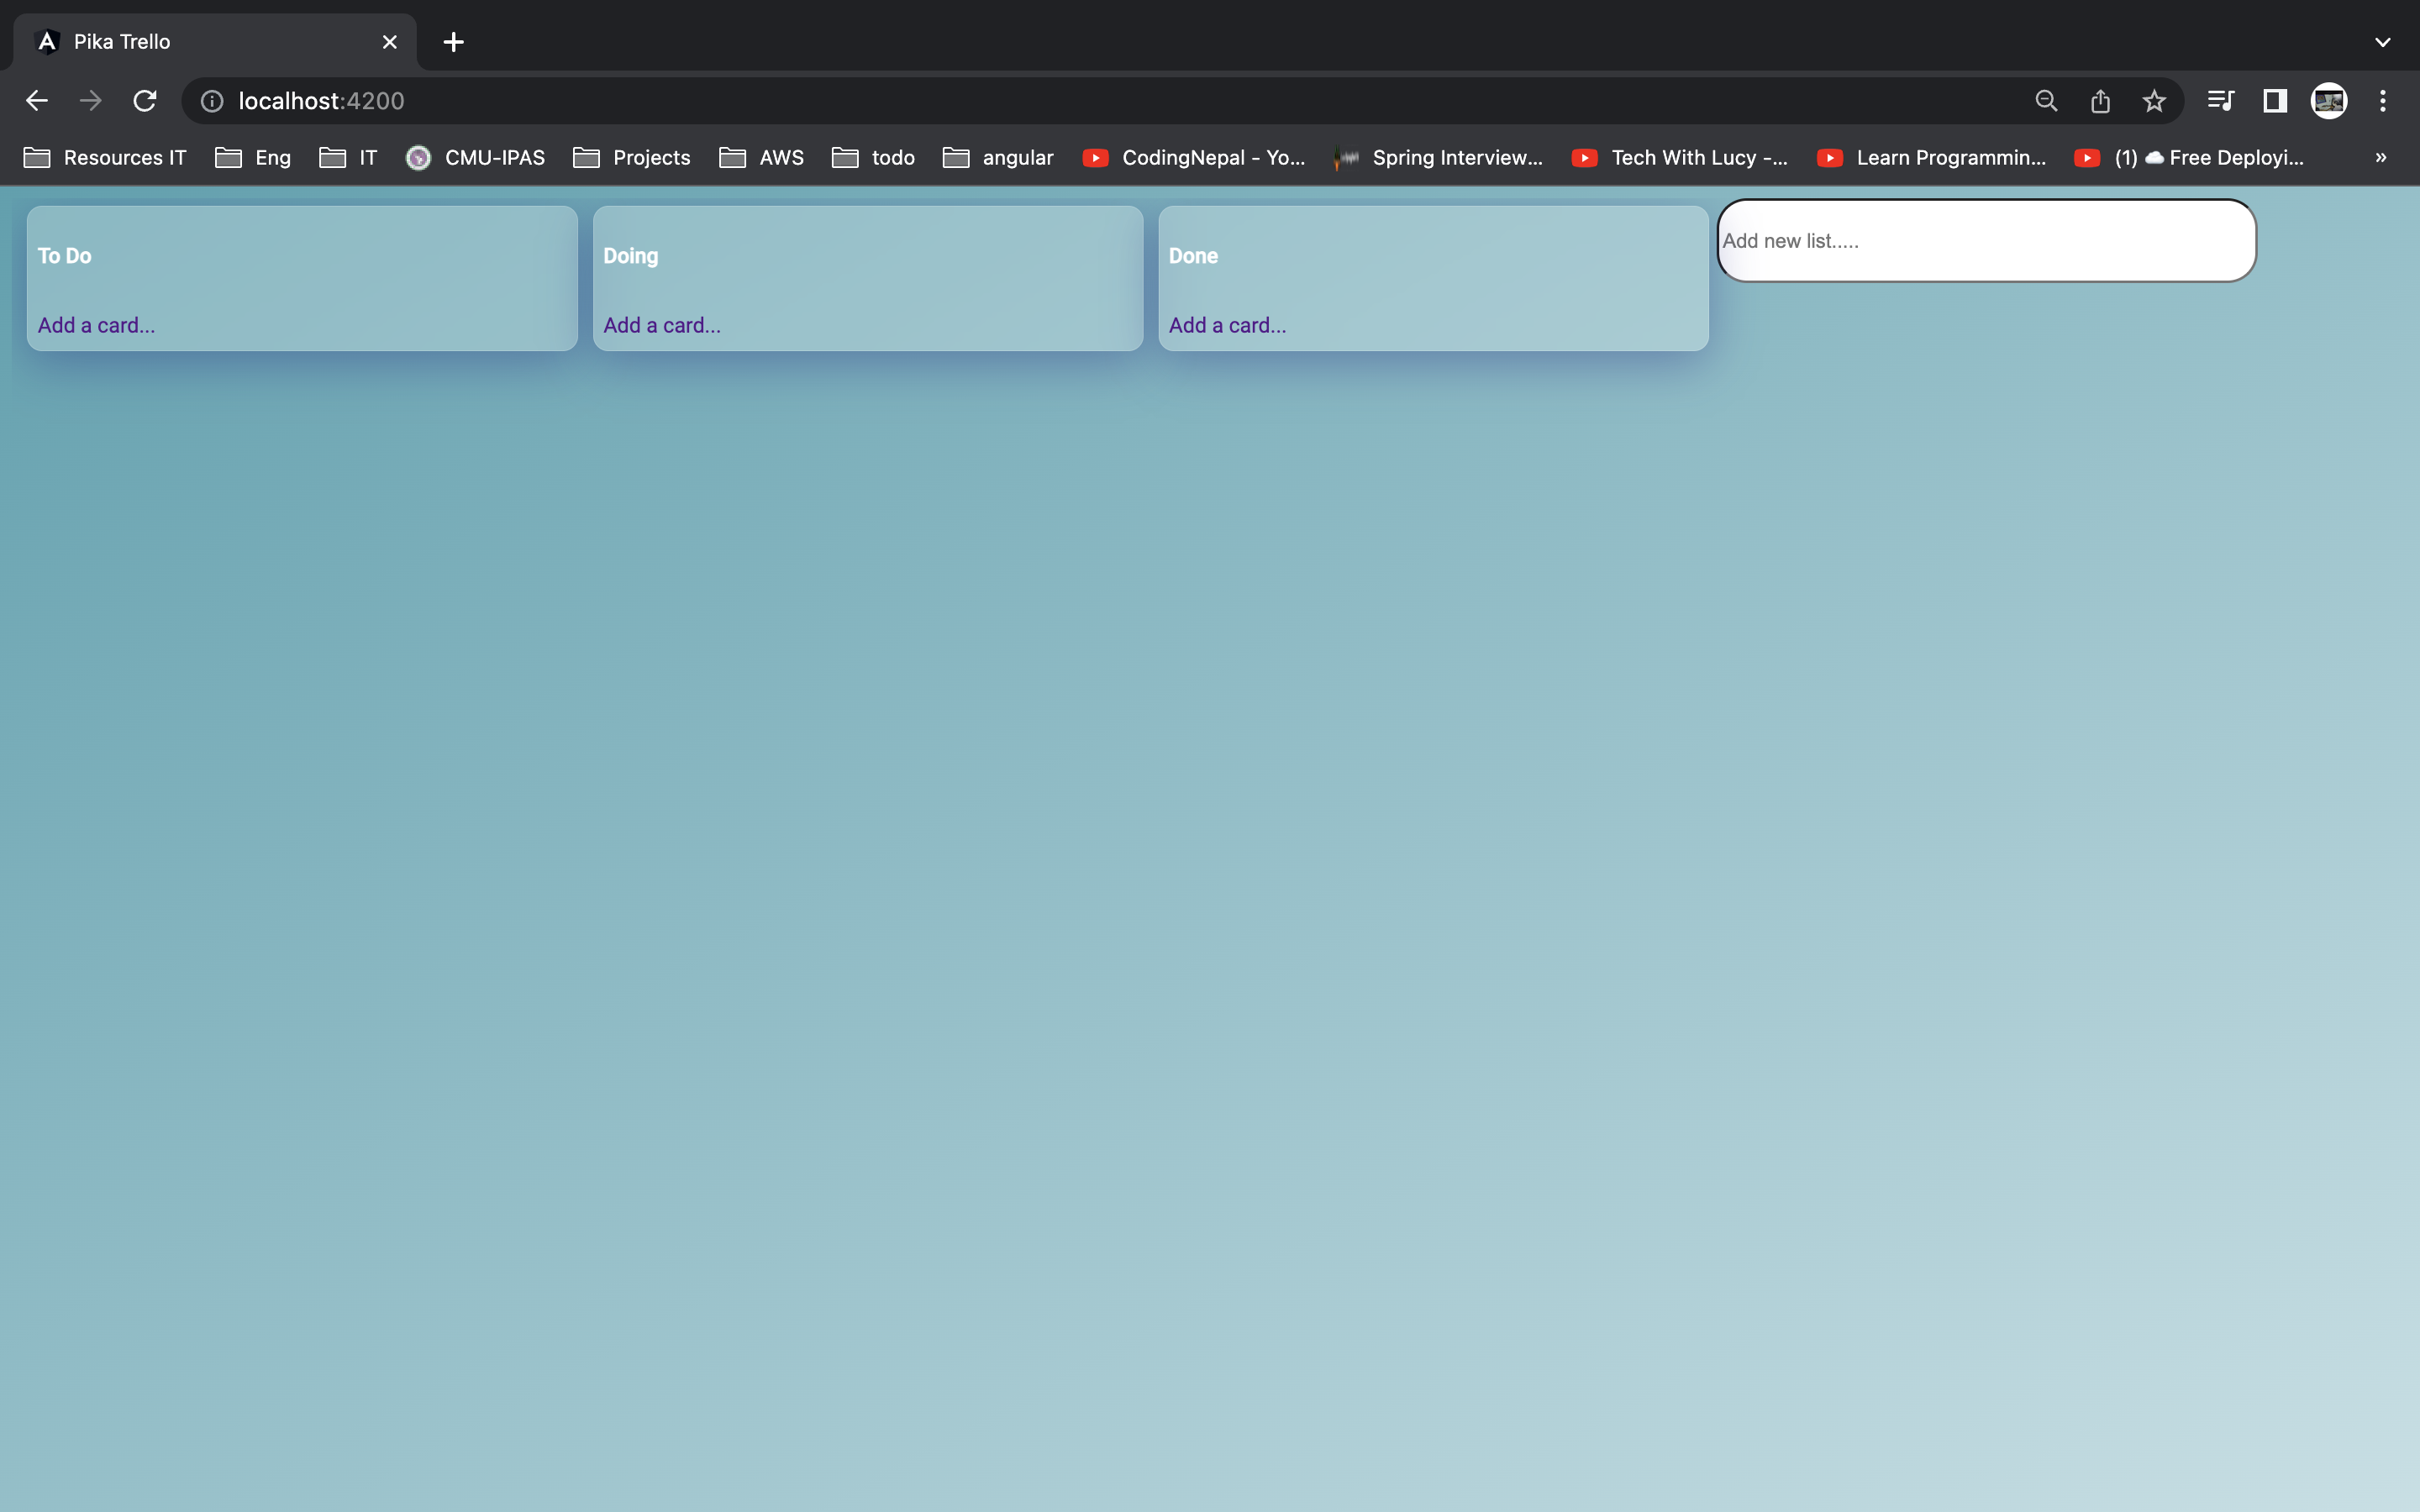 Pika Trello
localhost:4200
Resources IT Eng IT CMU-IPAS Projects AWS todo angular CodingNepal - Yo... Spring Interview... Tech With Lucy -... Learn Programmin... (1) ☁️ Free Deployi... »
To Do Doing Done Add new list.....
Add a card... Add a card... Add a card...